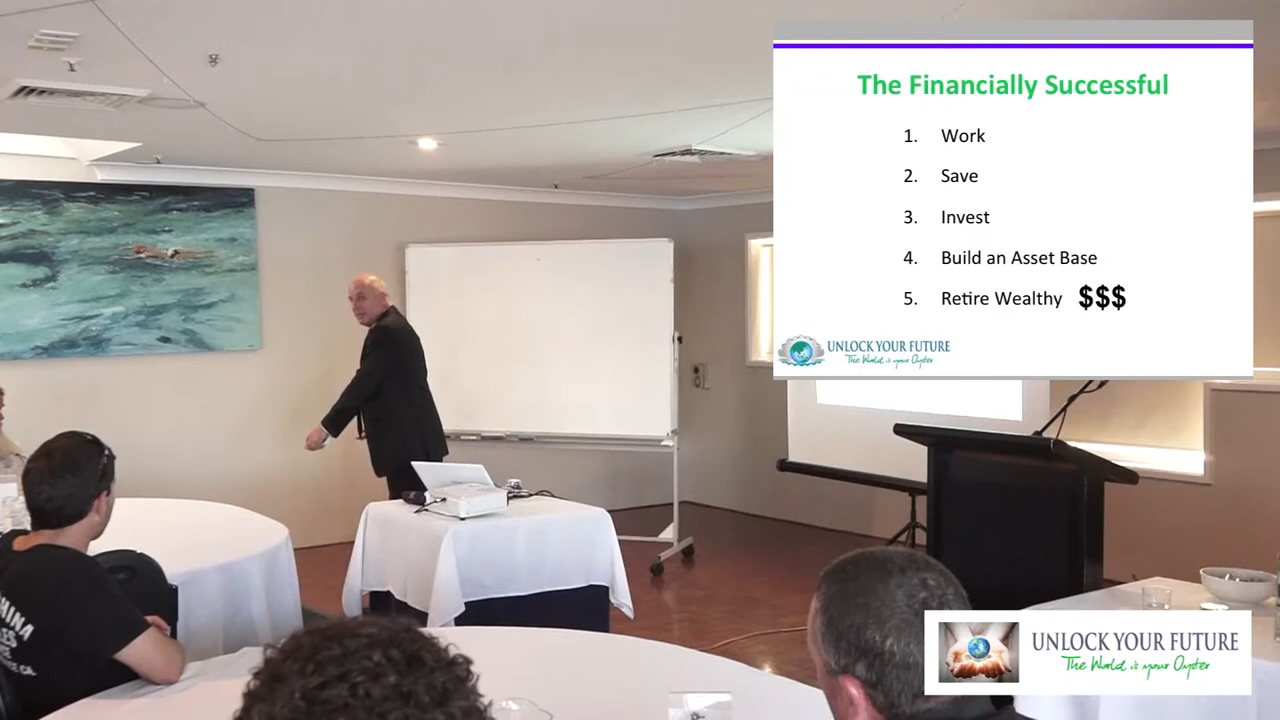 The Financially Successful
1. Work
2. Save
3. Invest
4. Build an Asset Base
5. Retire Wealthy $$$
UNLOCK YOUR FUTURE
The World is your Oyster
UNLOCK YOUR FUTURE
The World is your Oyster